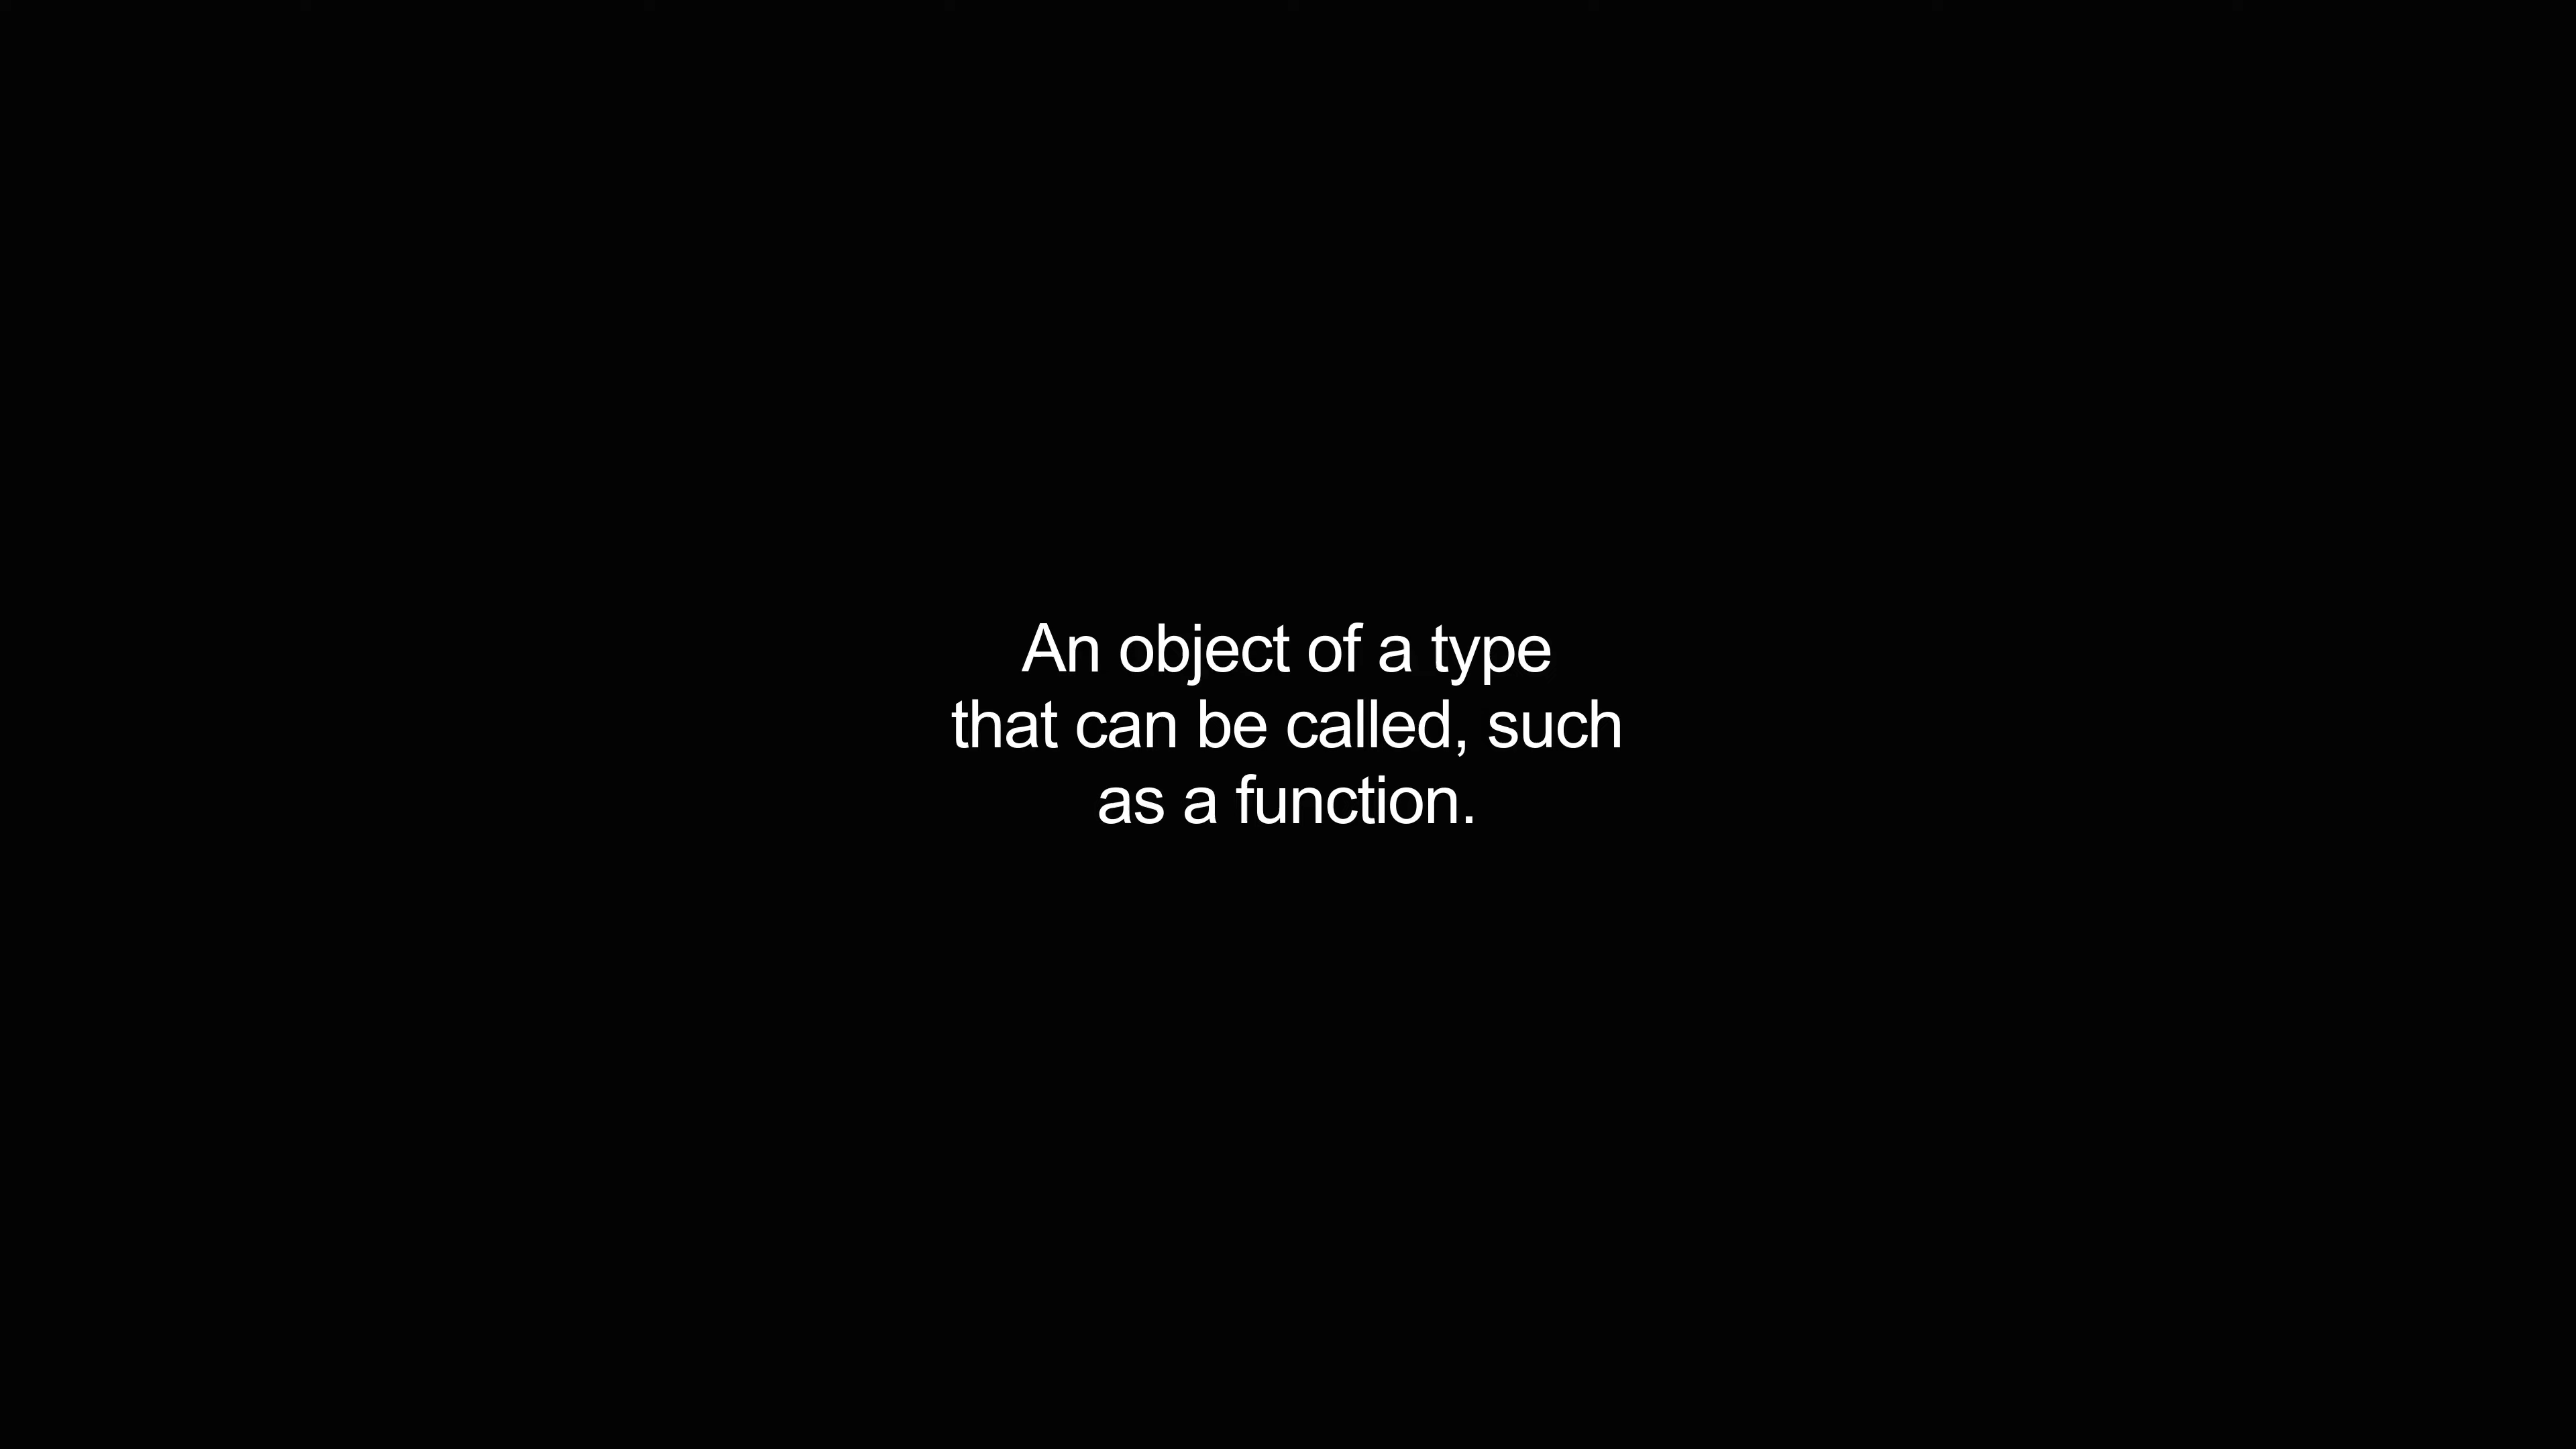 An object of a type
that can be called, such
as a function.